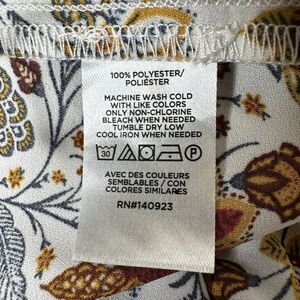 100% POLYESTER/
POLIÉSTER
MACHINE WASH COLD
WITH LIKE COLORS
ONLY NON-CHLORINE
BLEACH WHEN NEEDED
TUMBLE DRY LOW
COOL IRON WHEN NEEDED
30 P
AVEC DES COULEURS
SEMBLABLES / CON
COLORES SIMILARES
RN#140923